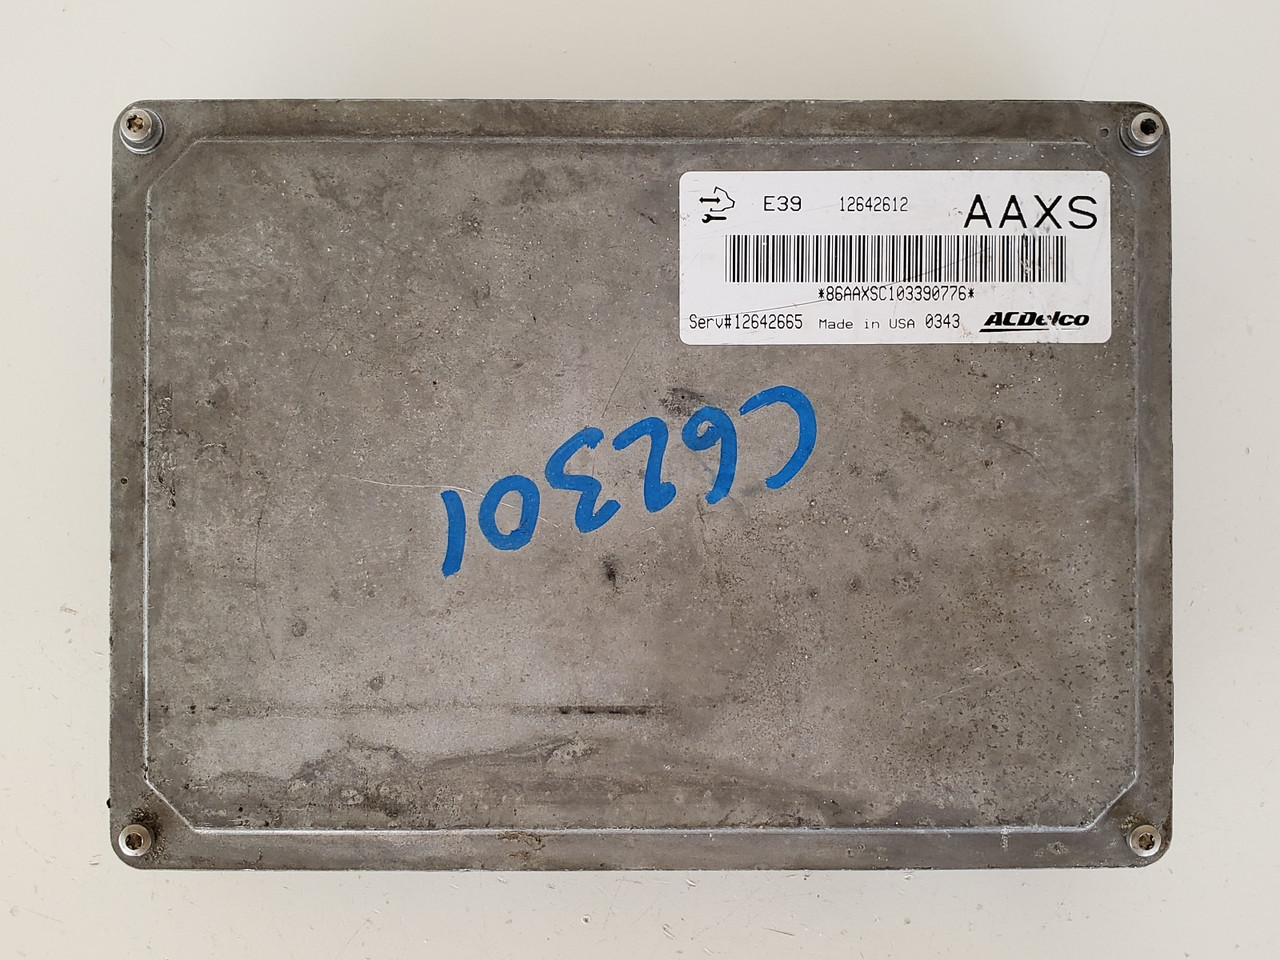 E39 12642612 AAXS
*86AAXSC103390776*
Serv#12642665 Made in USA 0343 ACDelco
C62301